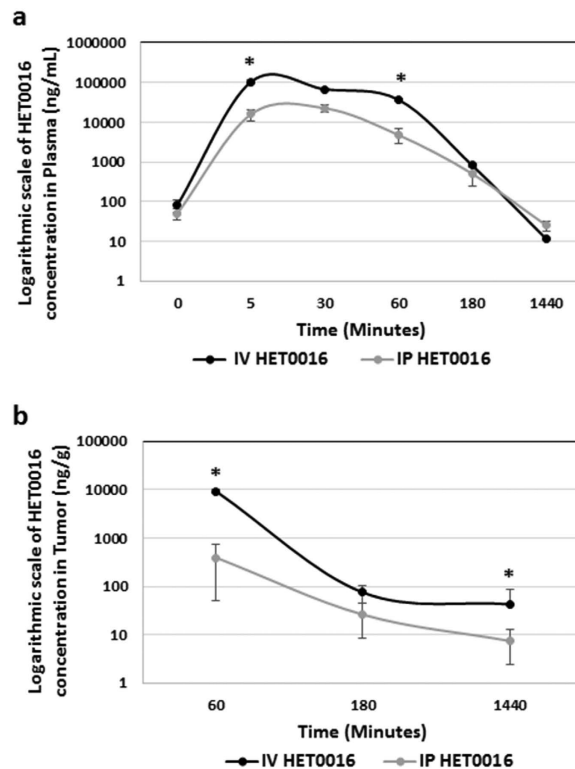 a
Logarithmic scale of HET0016
concentration in Plasma (ng/mL)
1000000
100000
10000
1000
100
10
1
*
*
0 5 30 60 180 1440
Time (Minutes)
IV HET0016 IP HET0016
b
Logarithmic scale of HET0016
concentration in Tumor (ng/g)
100000
10000
1000
100
10
1
*
*
60 180 1440
Time (Minutes)
IV HET0016 IP HET0016